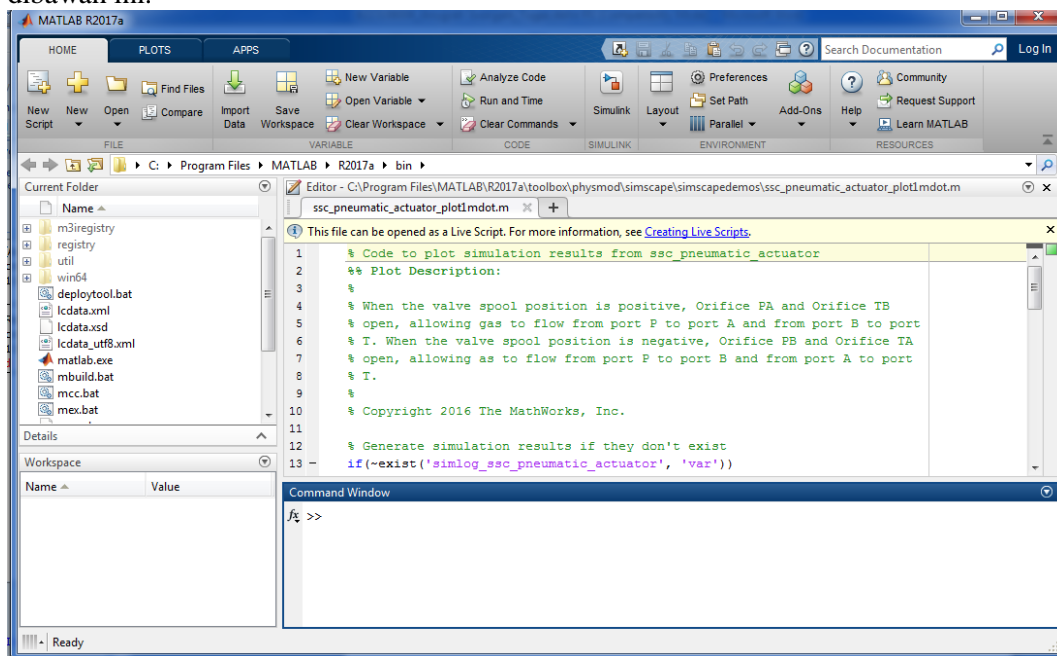 dibawah ini:
MATLAB R2017a
HOME PLOTS APPS Search Documentation Log In
New Script
New
Open
Find Files
Compare
Import Data
Save Workspace
New Variable
Open Variable
Clear Workspace
Analyze Code
Run and Time
Clear Commands
Simulink
Layout
Preferences
Set Path
Parallel
Add-Ons
Help
Community
Request Support
Learn MATLAB
FILE VARIABLE CODE SIMULINK ENVIRONMENT RESOURCES
C: Program Files MATLAB R2017a bin
Current Folder
Name
m3iregistry
registry
util
win64
deploytool.bat
lcdata.xml
lcdata.xsd
lcdata_utf8.xml
matlab.exe
mbuild.bat
mcc.bat
mex.bat
Details
Workspace
Name Value
Editor - C:\Program Files\MATLAB\R2017a\toolbox\physmod\simscape\simscapedemos\ssc_pneumatic_actuator_plot1mdot.m
ssc_pneumatic_actuator_plot1mdot.m
This file can be opened as a Live Script. For more information, see Creating Live Scripts.
1 % Code to plot simulation results from ssc_pneumatic_actuator
2 %% Plot Description:
3 %
4 % When the valve spool position is positive, Orifice PA and Orifice TB
5 % open, allowing gas to flow from port P to port A and from port B to port
6 % T. When the valve spool position is negative, Orifice PB and Orifice TA
7 % open, allowing as to flow from port P to port B and from port A to port
8 % T.
9 %
10 % Copyright 2016 The MathWorks, Inc.
11
12 % Generate simulation results if they don't exist
13 – if(~exist('simlog_ssc_pneumatic_actuator', 'var'))
Command Window
fx >>
Ready